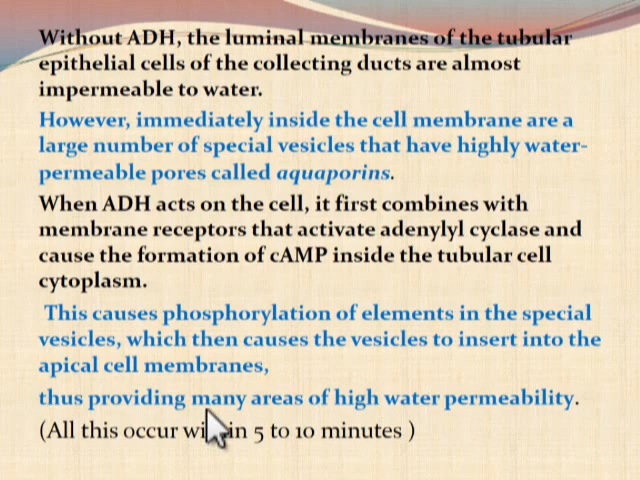 Without ADH, the luminal membranes of the tubular
epithelial cells of the collecting ducts are almost
impermeable to water.
However, immediately inside the cell membrane are a
large number of special vesicles that have highly water-
permeable pores called aquaporins.
When ADH acts on the cell, it first combines with
membrane receptors that activate adenylyl cyclase and
cause the formation of cAMP inside the tubular cell
cytoplasm.
This causes phosphorylation of elements in the special
vesicles, which then causes the vesicles to insert into the
apical cell membranes,
thus providing many areas of high water permeability.
(All this occur in 5 to 10 minutes )